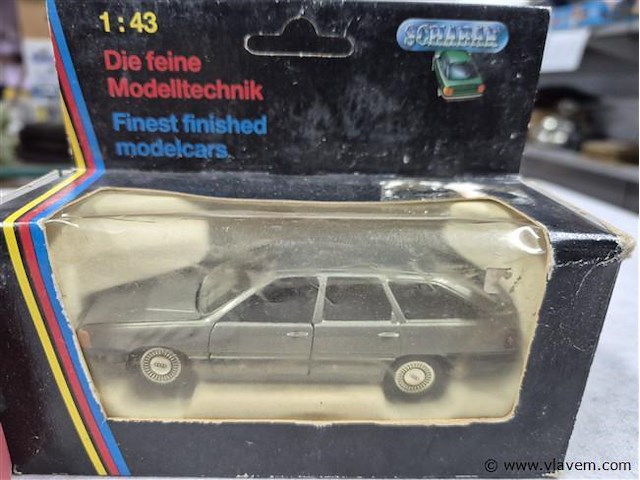 1:43
SCHABAK
Die feine
Modelltechnik
Finest finished
modelcars
© www.vlavem.com